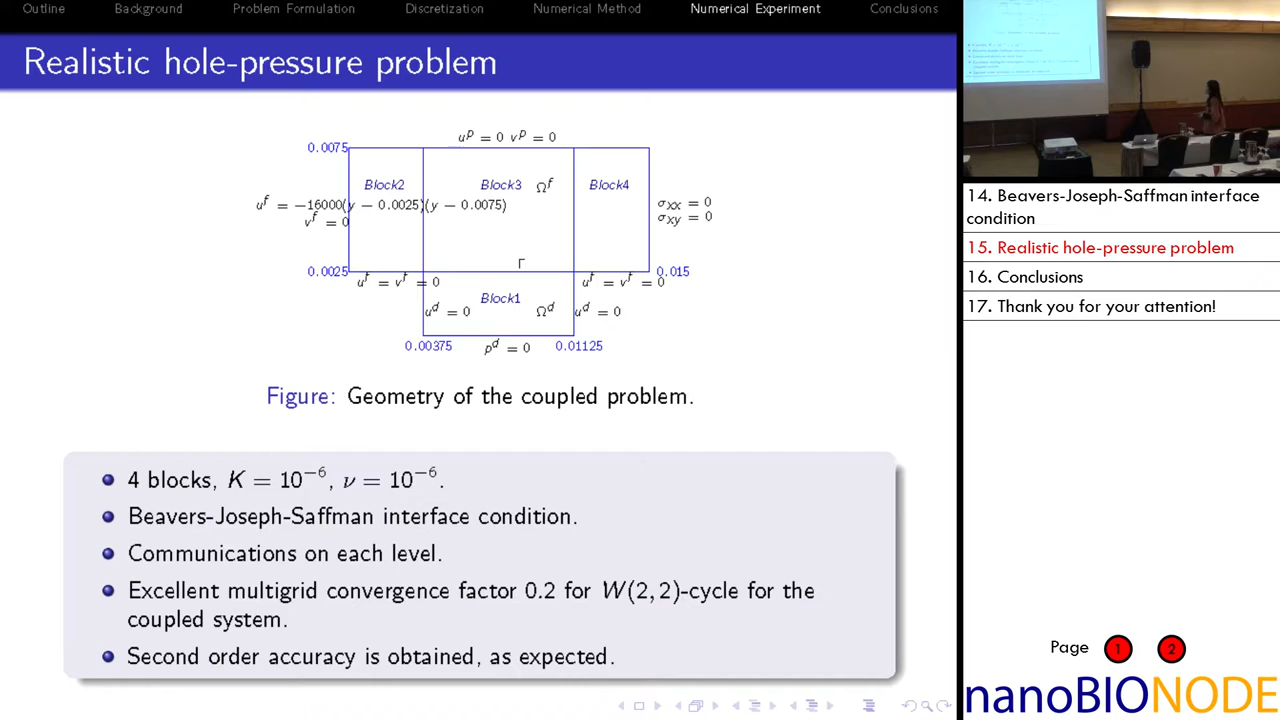 Outline Background Problem Formulation Discretization Numerical Method Numerical Experiment Conclusions
Realistic hole-pressure problem
u^p = 0 v^p = 0
0.0075
Block2 Block3 Ω^f Block4
u^f = −16000(y − 0.0025)(y − 0.0075)
v^f = 0
σxx = 0
σxy = 0
Γ
0.0025 0.015
u^f = v^f = 0 u^f = v^f = 0
Block1
u^d = 0 Ω^d u^d = 0
0.00375 p^d = 0 0.01125
Figure: Geometry of the coupled problem.
4 blocks, K = 10^−6, ν = 10^−6.
Beavers-Joseph-Saffman interface condition.
Communications on each level.
Excellent multigrid convergence factor 0.2 for W(2, 2)-cycle for the
coupled system.
Second order accuracy is obtained, as expected.
14. Beavers-Joseph-Saffman interface
condition
15. Realistic hole-pressure problem
16. Conclusions
17. Thank you for your attention!
Page 1 2
nanoBIONODE